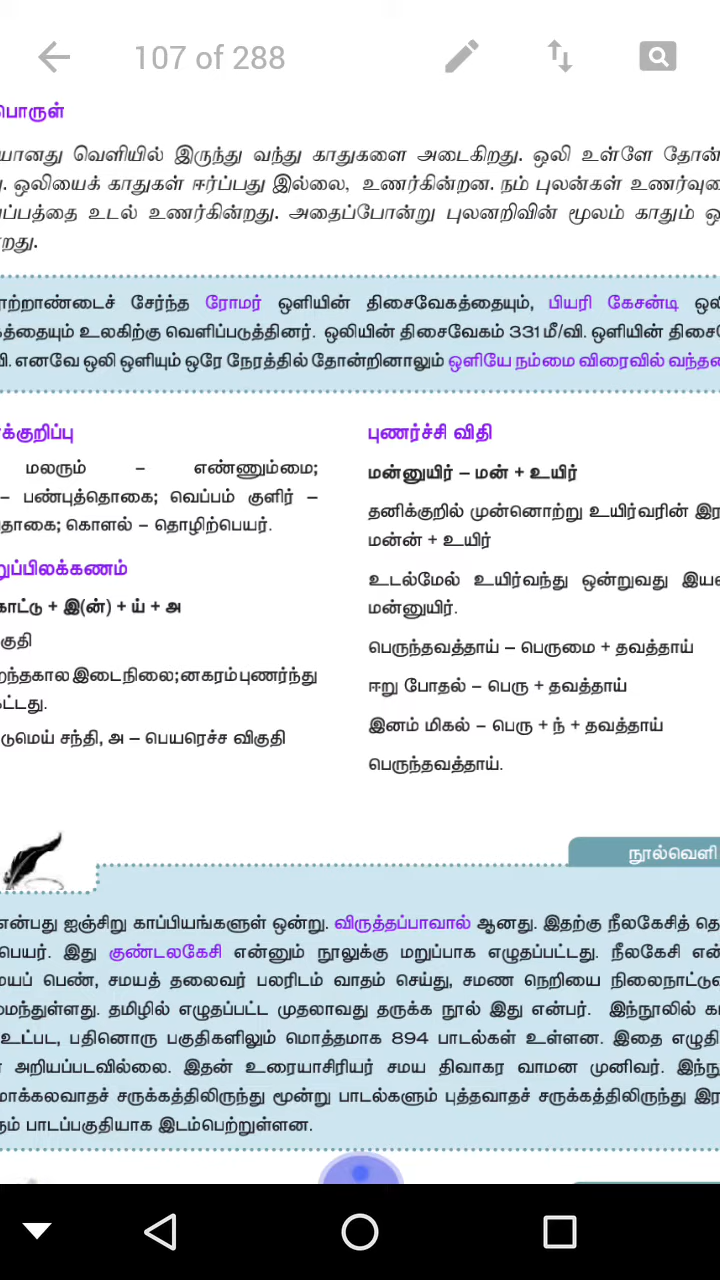 107 of 288
பொருள்
யானது வெளியில் இருந்து வந்து காதுகளை அடைகிறது. ஒலி உள்ளே தோன்
. ஒலியைக் காதுகள் ஈர்ப்பது இல்லை, உணர்கின்றன. நம் புலன்கள் உணர்வு
ப்பத்தை உடல் உணர்கின்றது. அதைப்போன்று புலனறிவின் மூலம் காதும் ஒ
றது.
ற்றாண்டைச் சேர்ந்த ரோமர் ஒளியின் திசைவேகத்தையும், பியரி கேசன்டி ஒலி
த்தையும் உலகிற்கு வெளிப்படுத்தினர். ஒலியின் திசைவேகம் 331 மீ/வி. ஒளியின் திசை
வி. எனவே ஒலி ஒளியும் ஒரே நேரத்தில் தோன்றினாலும் ஒளியே நம்மை விரைவில் வந்த
க்குறிப்பு
மலரும் – எண்ணும்மை;
– பண்புத்தொகை; வெப்பம் குளிர் –
தொகை; கொளல் – தொழிற்பெயர்.
றுப்பிலக்கணம்
காட்டு + இ(ன்) + ய் + அ
குதி
றந்தகால இடைநிலை; னகரம் புணர்ந்து
கட்டது.
டுமெய் சந்தி, அ – பெயரெச்ச விகுதி
புணர்ச்சி விதி
மன்னுயிர் – மன் + உயிர்
தனிக்குறில் முன்னொற்று உயிர்வரின் இர
மன்ன் + உயிர்
உடல்மேல் உயிர்வந்து ஒன்றுவது இய
மன்னுயிர்.
பெருந்தவத்தாய் – பெருமை + தவத்தாய்
ஈறு போதல் – பெரு + தவத்தாய்
இனம் மிகல் – பெரு + ந் + தவத்தாய்
பெருந்தவத்தாய்.
நூல்வெளி
என்பது ஐஞ்சிறு காப்பியங்களுள் ஒன்று. விருத்தப்பாவால் ஆனது. இதற்கு நீலகேசித் தெ
பெயர். இது குண்டலகேசி என்னும் நூலுக்கு மறுப்பாக எழுதப்பட்டது. நீலகேசி என்
மயப் பெண், சமயத் தலைவர் பலரிடம் வாதம் செய்து, சமண நெறியை நிலைநாட்டு
மைந்துள்ளது. தமிழில் எழுதப்பட்ட முதலாவது தருக்க நூல் இது என்பர். இந்நூலில் க
உட்பட, பதினொரு பகுதிகளிலும் மொத்தமாக 894 பாடல்கள் உள்ளன. இதை எழுதி
அறியப்படவில்லை. இதன் உரையாசிரியர் சமய திவாகர வாமன முனிவர். இந்நூ
மாக்கலவாதச் சருக்கத்திலிருந்து மூன்று பாடல்களும் புத்தவாதச் சருக்கத்திலிருந்து இர
ரும் பாடப்பகுதியாக இடம்பெற்றுள்ளன.